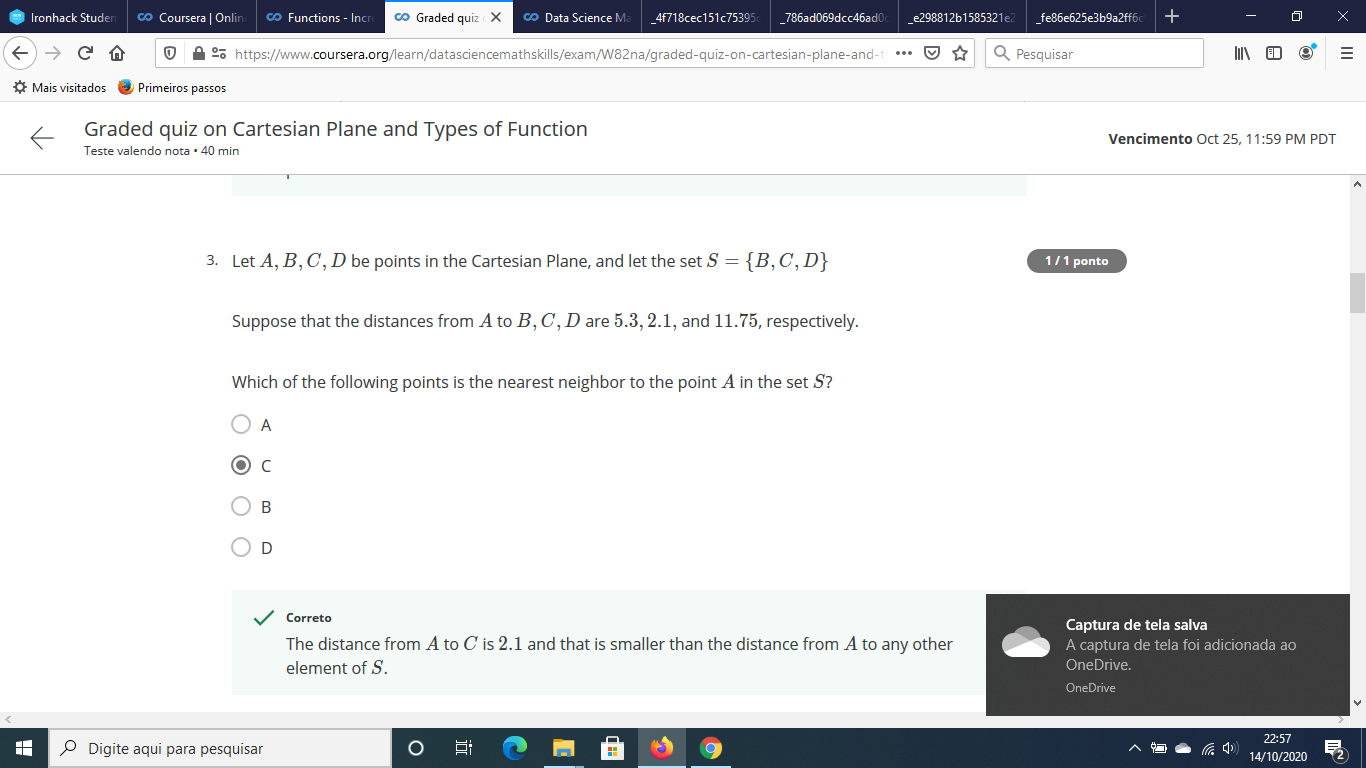 Ironhack Studen
Coursera | Onlin
Functions - Incre
Graded quiz
Data Science Ma
_4f718cec151c75395c
_786ad069dcc46ad0c
_e298812b1585321e2
_fe86e625e3b9a2ff6c
https://www.coursera.org/learn/datasciencemathskills/exam/W82na/graded-quiz-on-cartesian-plane-and-t
Pesquisar
Mais visitados
Primeiros passos
Graded quiz on Cartesian Plane and Types of Function
Teste valendo nota • 40 min
Vencimento Oct 25, 11:59 PM PDT
3. Let A, B, C, D be points in the Cartesian Plane, and let the set S = {B, C, D}
1 / 1 ponto
Suppose that the distances from A to B, C, D are 5.3, 2.1, and 11.75, respectively.
Which of the following points is the nearest neighbor to the point A in the set S?
A
C
B
D
Correto
The distance from A to C is 2.1 and that is smaller than the distance from A to any other
element of S.
Captura de tela salva
A captura de tela foi adicionada ao
OneDrive.
OneDrive
Digite aqui para pesquisar
22:57
14/10/2020
2